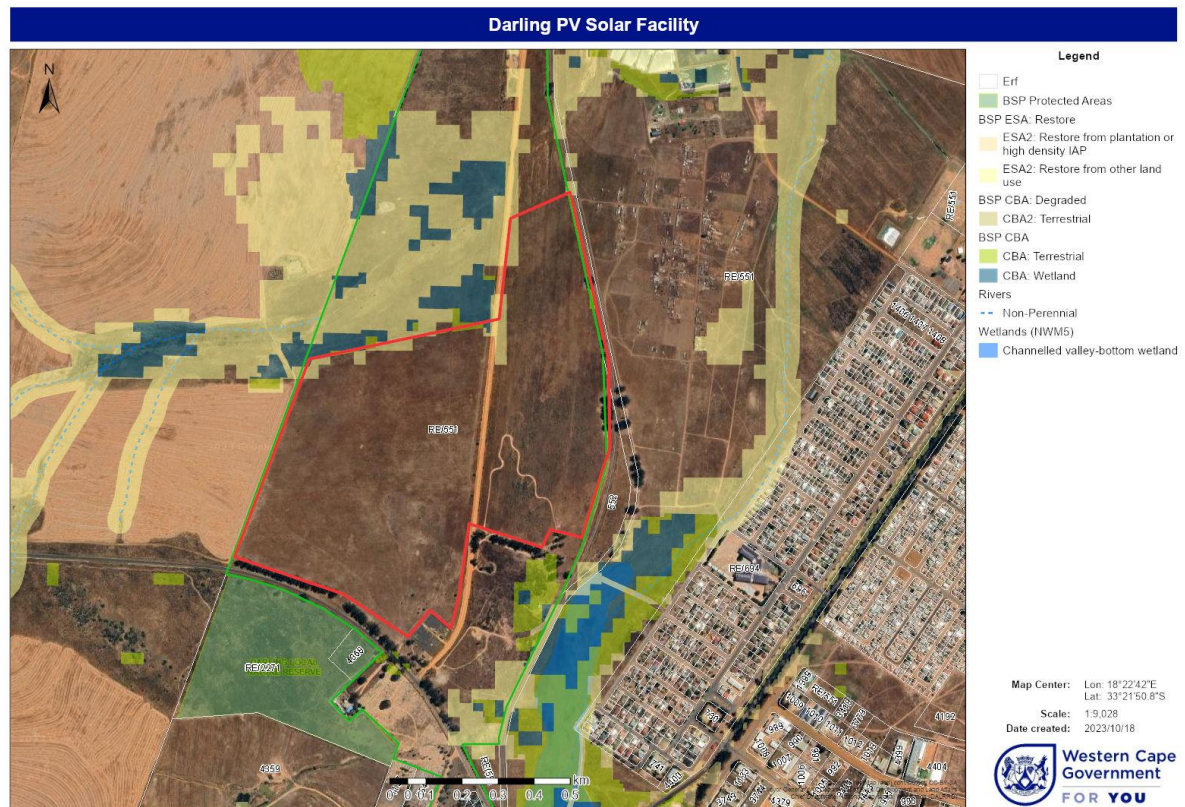 Darling PV Solar Facility
N
RE/551
RE/551
RE/551
652
RE/694
RE/2271
RESERVE
4359
989
1008
4192
4404
km
0 0.1 0.2 0.3 0.4 0.5
Legend
Erf
BSP Protected Areas
BSP ESA: Restore
ESA2: Restore from plantation or
high density IAP
ESA2: Restore from other land
use
BSP CBA: Degraded
CBA2: Terrestrial
BSP CBA
CBA: Terrestrial
CBA: Wetland
Rivers
Non-Perennial
Wetlands (NWM5)
Channelled valley-bottom wetland
Map Center: Lon: 18°22'42"E
Lat: 33°21'50.8"S
Scale: 1:9,028
Date created: 2023/10/18
Western Cape
Government
FOR YOU